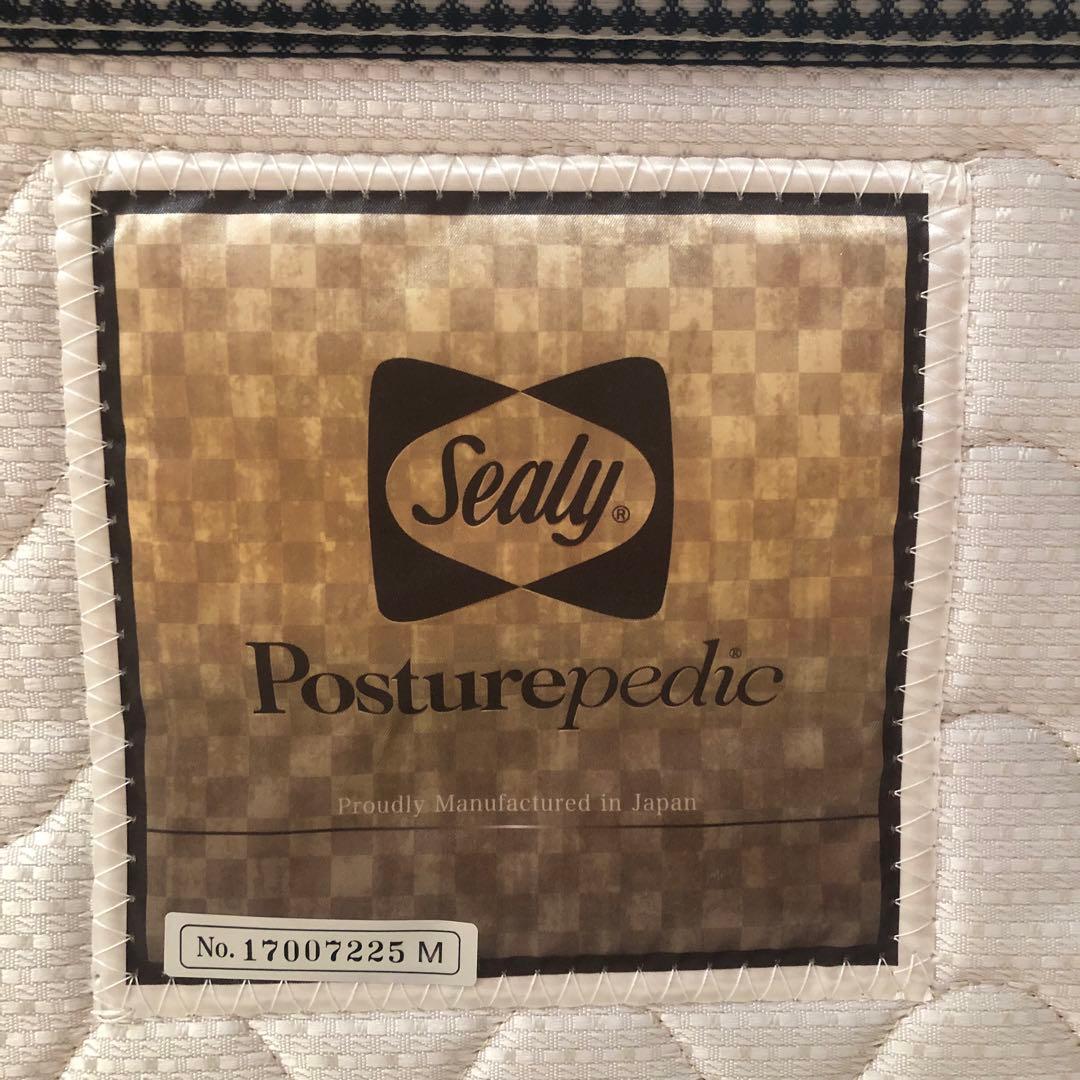 Sealy®
Posturepedic®
Proudly Manufactured in Japan
No. 17007225 M